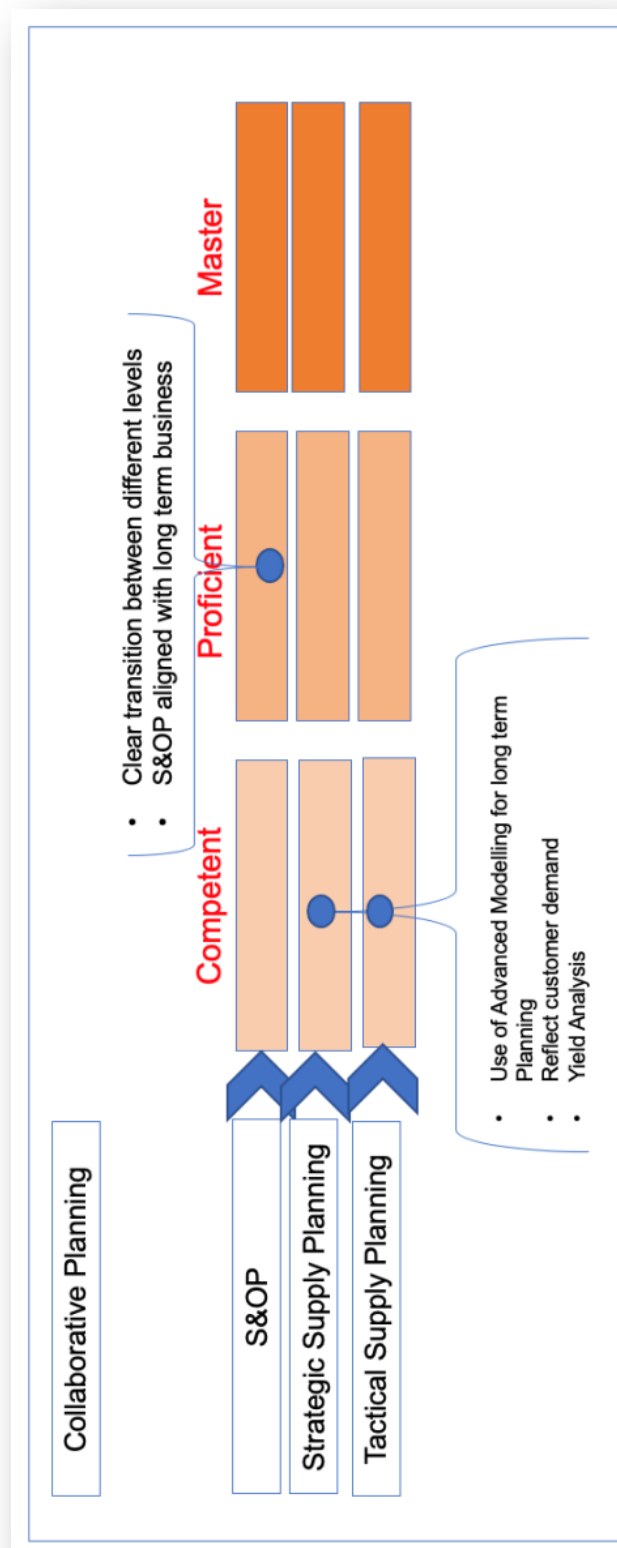 Collaborative Planning
• Clear transition between different levels
• S&OP aligned with long term business
Competent
Proficient
Master
S&OP
Strategic Supply Planning
Tactical Supply Planning
• Use of Advanced Modelling for long term
Planning
• Reflect customer demand
• Yield Analysis